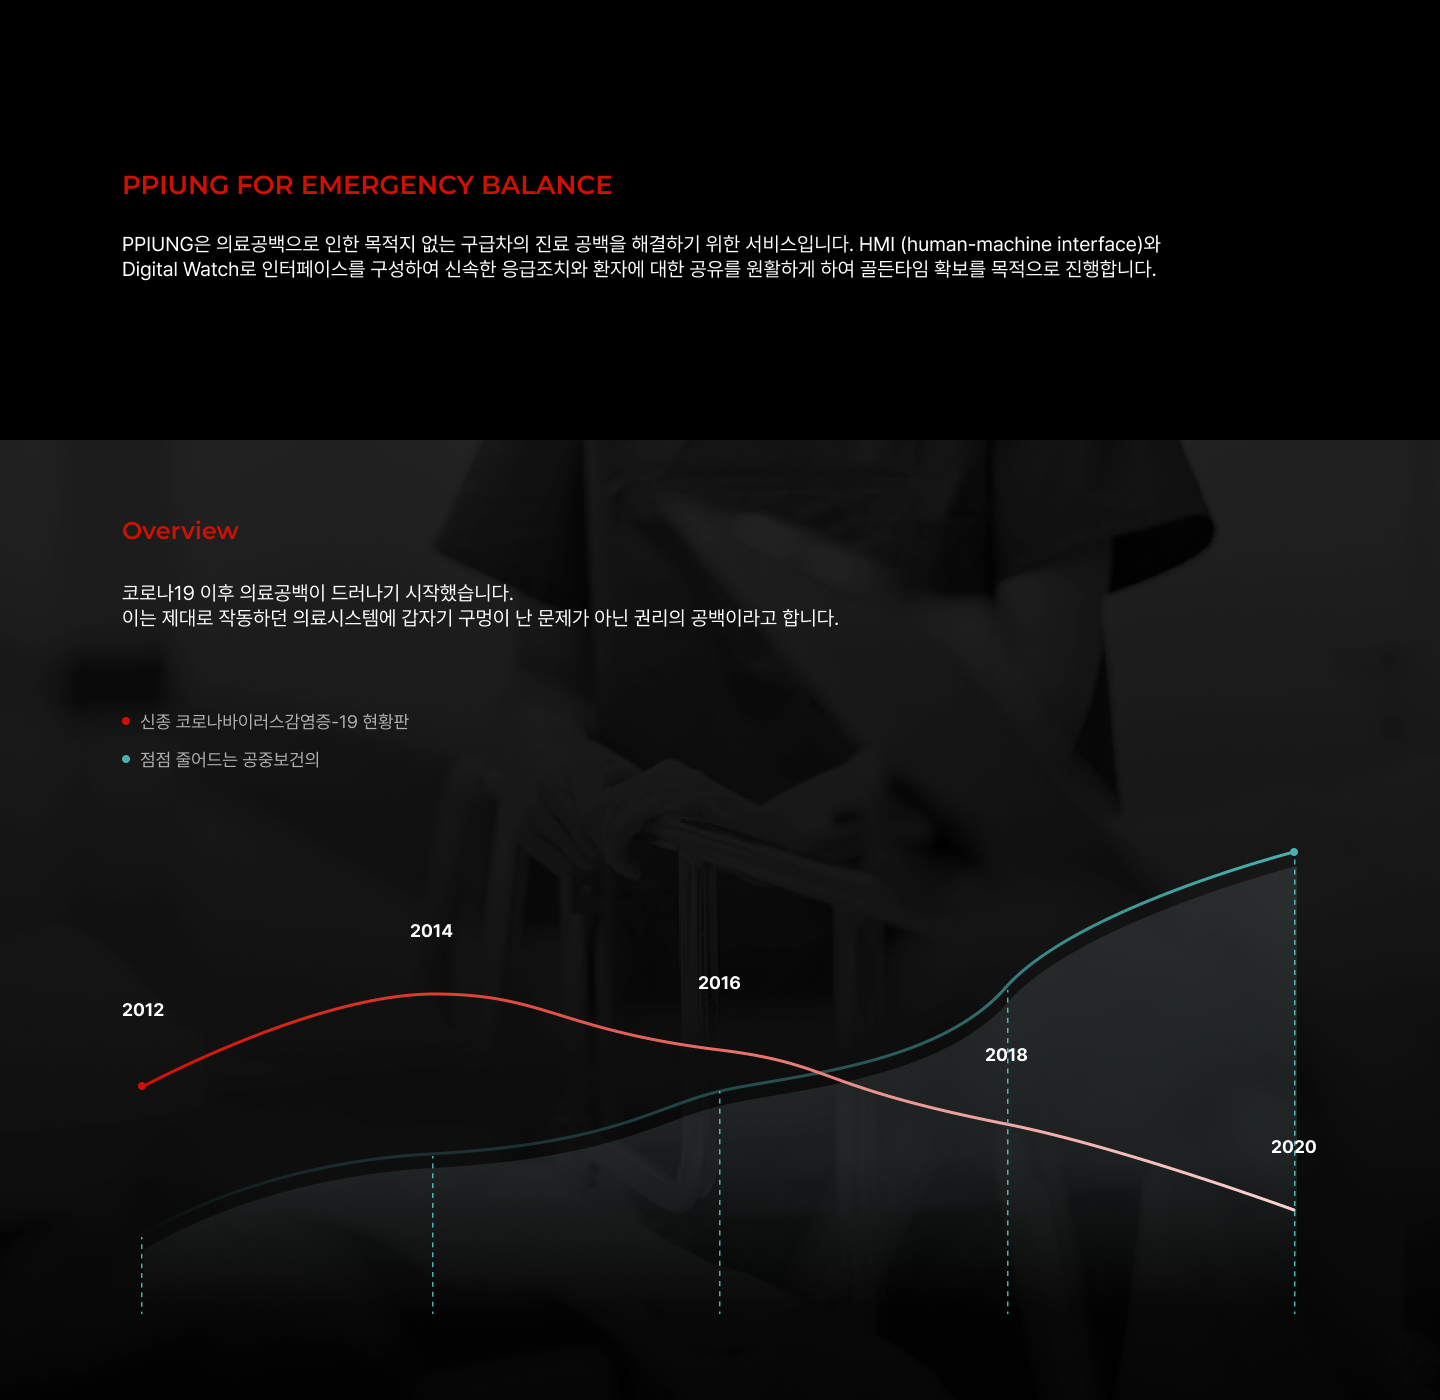 PPIUNG FOR EMERGENCY BALANCE
PPIUNG은 의료공백으로 인한 목적지 없는 구급차의 진료 공백을 해결하기 위한 서비스입니다. HMI (human-machine interface)와
Digital Watch로 인터페이스를 구성하여 신속한 응급조치와 환자에 대한 공유를 원활하게 하여 골든타임 확보를 목적으로 진행합니다.
Overview
코로나19 이후 의료공백이 드러나기 시작했습니다.
이는 제대로 작동하던 의료시스템에 갑자기 구멍이 난 문제가 아닌 권리의 공백이라고 합니다.
신종 코로나바이러스감염증-19 현황판
점점 줄어드는 공중보건의
2012
2014
2016
2018
2020